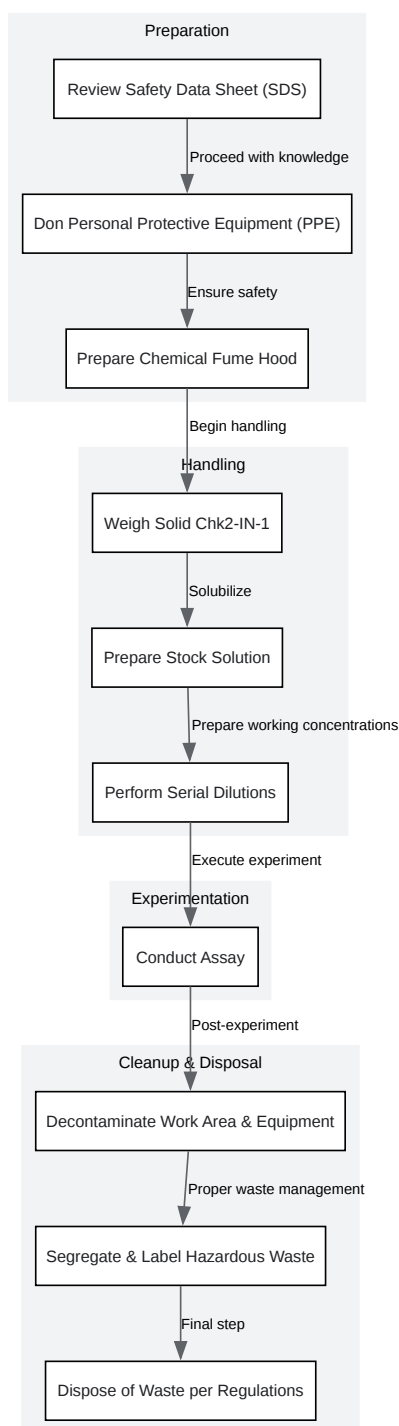 Preparation
Review Safety Data Sheet (SDS)
Proceed with knowledge
Don Personal Protective Equipment (PPE)
Ensure safety
Prepare Chemical Fume Hood
Begin handling
Handling
Weigh Solid Chk2-IN-1
Solubilize
Prepare Stock Solution
Prepare working concentrations
Perform Serial Dilutions
Execute experiment
Experimentation
Conduct Assay
Post-experiment
Cleanup & Disposal
Decontaminate Work Area & Equipment
Proper waste management
Segregate & Label Hazardous Waste
Final step
Dispose of Waste per Regulations